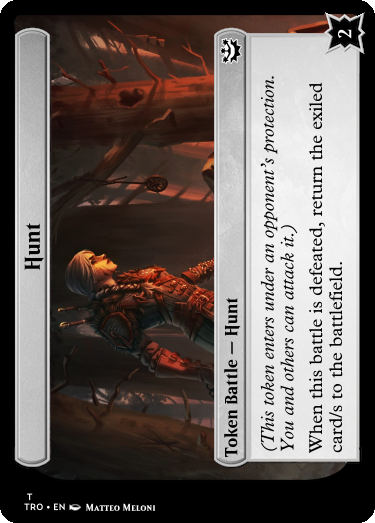 Hunt
2
Token Battle – Hunt
(This token enters under an opponent's protection.
You and others can attack it.)
When this battle is defeated, return the exiled
card/s to the battlefield.
T
TRO • EN Matteo Meloni